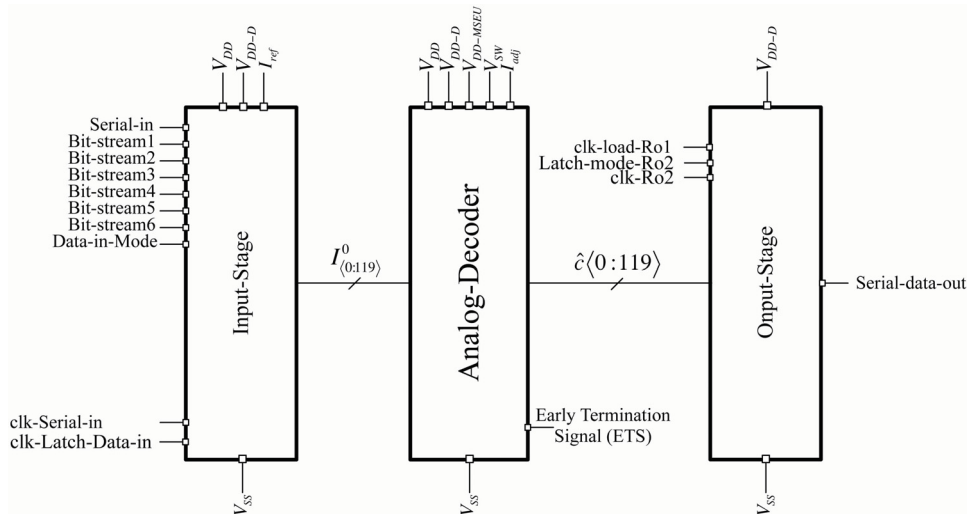 V_DD
V_DD-D
I_ref
V_DD
V_DD-D
V_DD-MSEU
V_SW
I_adj
V_DD-D
Serial-in
Bit-stream1
Bit-stream2
Bit-stream3
Bit-stream4
Bit-stream5
Bit-stream6
Data-in-Mode
clk-Serial-in
clk-Latch-Data-in
Input-Stage
I^0_⟨0:119⟩
Analog-Decoder
ĉ⟨0:119⟩
Early Termination
Signal (ETS)
clk-load-Ro1
Latch-mode-Ro2
clk-Ro2
Onput-Stage
Serial-data-out
V_SS
V_SS
V_SS